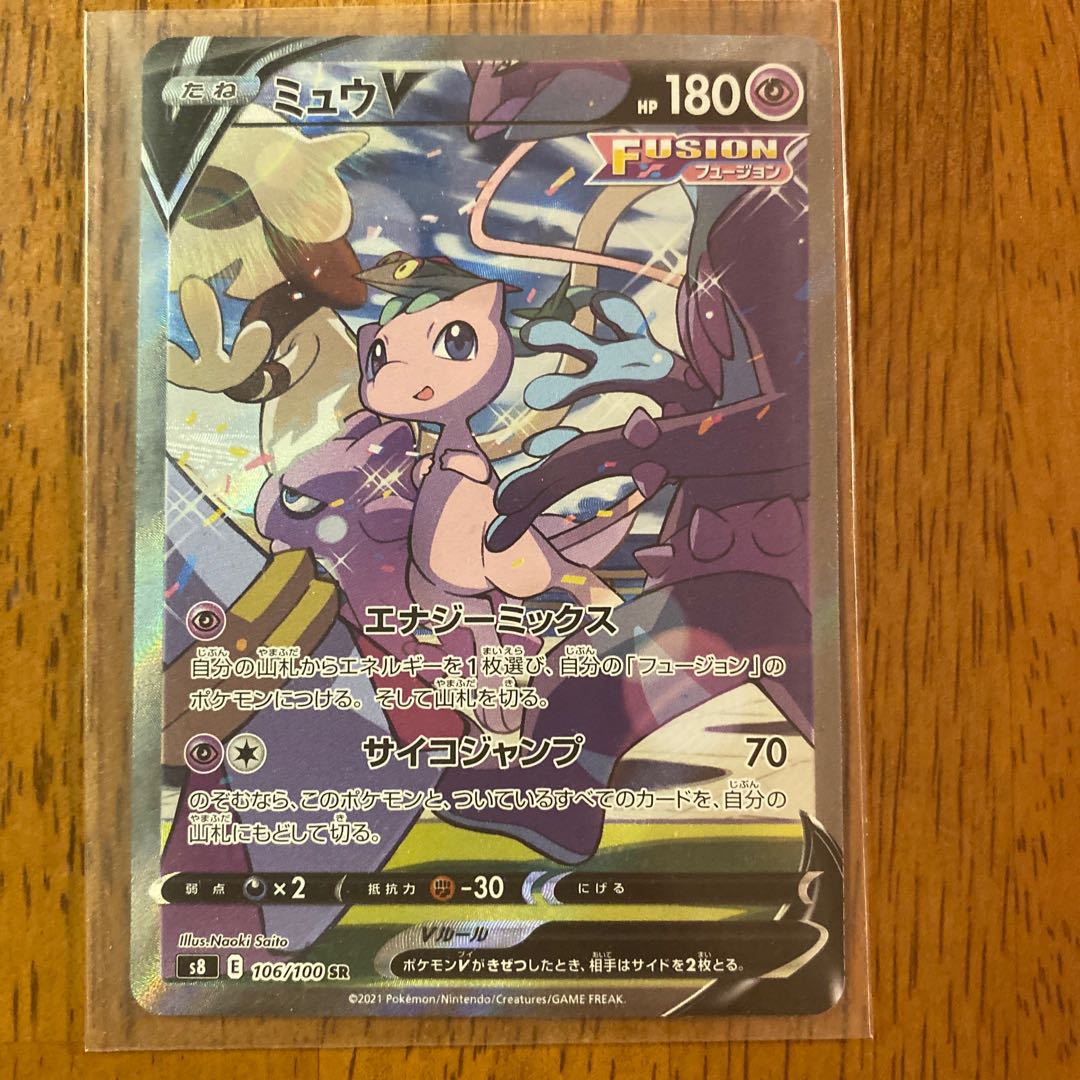 たね ミュウV HP 180
FUSION
フュージョン
エナジーミックス
自分の山札からエネルギーを1枚選び、自分の「フュージョン」の
ポケモンにつける。そして山札を切る。
サイコジャンプ 70
のぞむなら、このポケモンと、ついているすべてのカードを、自分の
山札にもどして切る。
弱点 ×2 抵抗力 -30 にげる
Illus.Naoki Saito
Vルール
ポケモンVがきぜつしたとき、相手はサイドを2枚とる。
s8 E 106/100 SR
©2021 Pokémon/Nintendo/Creatures/GAME FREAK.